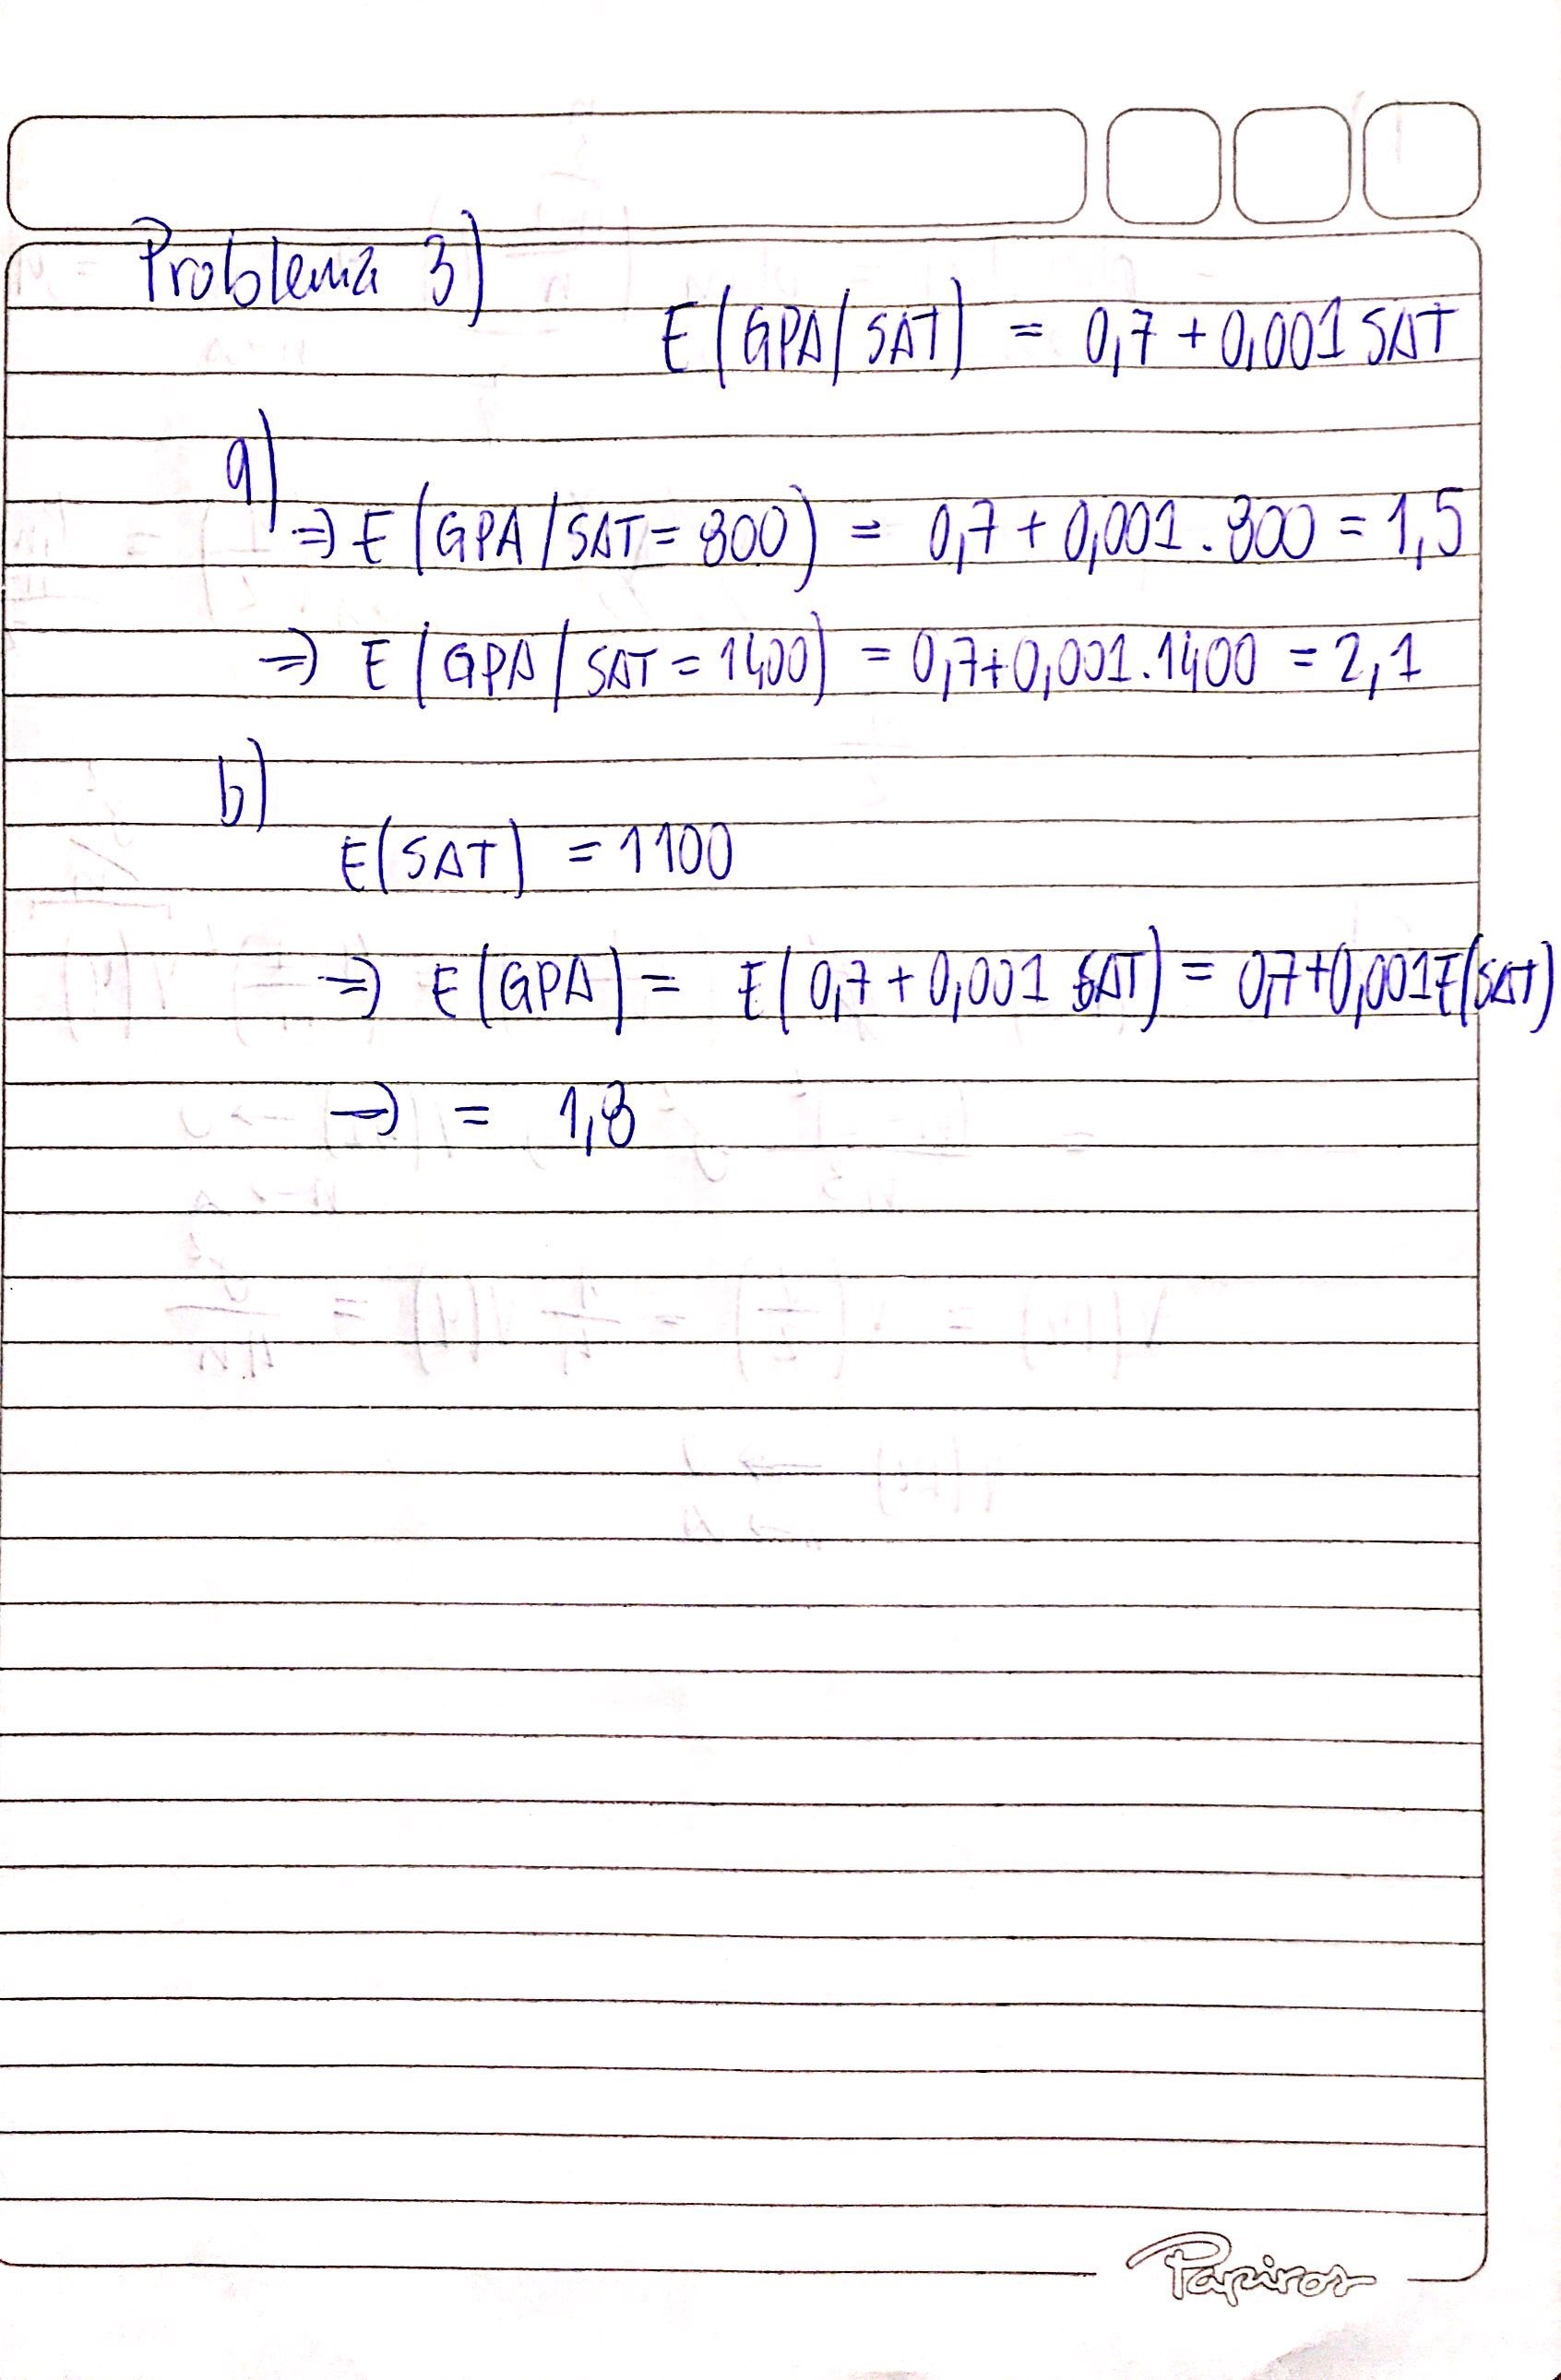 Problema 3)
E(GPA/SAT) = 0,7 + 0,001 SAT
a)
⇒ E(GPA/SAT = 800) = 0,7 + 0,001 . 800 = 1,5
⇒ E(GPA/SAT = 1400) = 0,7+0,001.1400 = 2,1
b)
E(SAT) = 1100
⇒ E(GPA) = E(0,7 + 0,001 SAT) = 0,7+0,001E(SAT)
→ = 1,8
Papiros